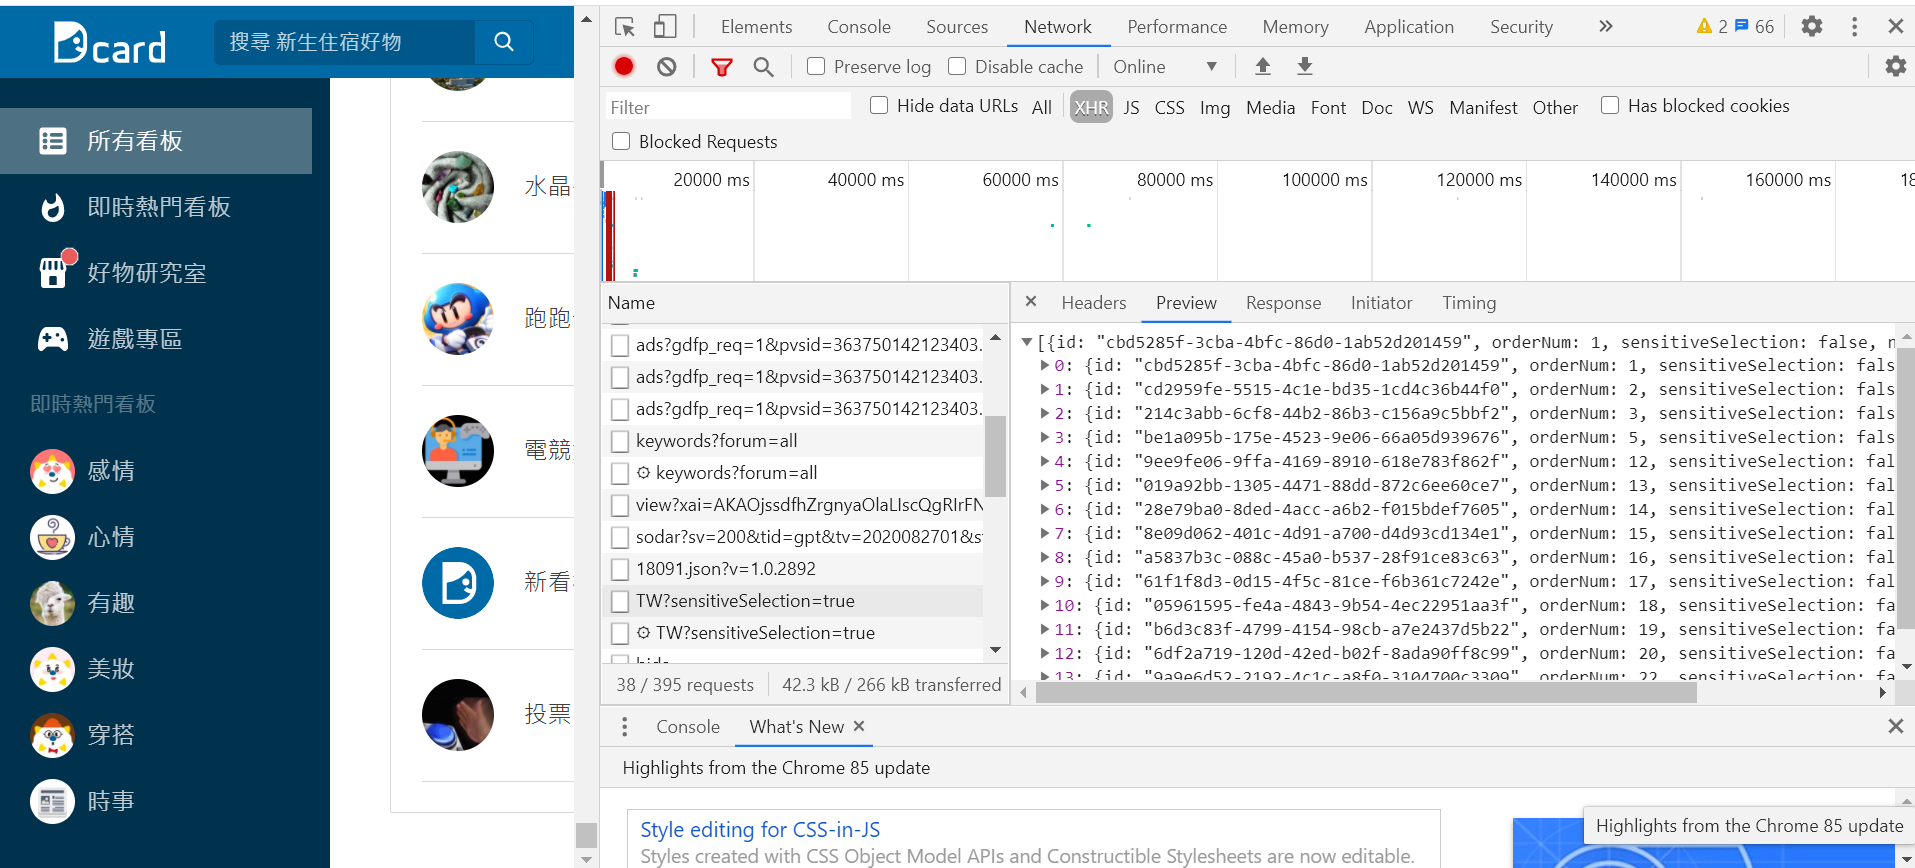 Dcard
搜尋 新生住宿好物
所有看板
即時熱門看板
好物研究室
遊戲專區
即時熱門看板
感情
心情
有趣
美妝
穿搭
時事
水晶
跑跑
電競
新看
投票
Elements Console Sources Network Performance Memory Application Security 2 66
Preserve log Disable cache Online
Filter Hide data URLs All XHR JS CSS Img Media Font Doc WS Manifest Other Has blocked cookies
Blocked Requests
20000 ms 40000 ms 60000 ms 80000 ms 100000 ms 120000 ms 140000 ms 160000 ms 18
Name
ads?gdfp_req=1&pvsid=363750142123403.
ads?gdfp_req=1&pvsid=363750142123403.
ads?gdfp_req=1&pvsid=363750142123403.
keywords?forum=all
keywords?forum=all
view?xai=AKAOjssdfhZrgnyaOlaLIscQgRIrFN
sodar?sv=200&tid=gpt&tv=2020082701&s
18091.json?v=1.0.2892
TW?sensitiveSelection=true
TW?sensitiveSelection=true
38 / 395 requests 42.3 kB / 266 kB transferred
Headers Preview Response Initiator Timing
[{id: "cbd5285f-3cba-4bfc-86d0-1ab52d201459", orderNum: 1, sensitiveSelection: false, n
0: {id: "cbd5285f-3cba-4bfc-86d0-1ab52d201459", orderNum: 1, sensitiveSelection: fals
1: {id: "cd2959fe-5515-4c1e-bd35-1cd4c36b44f0", orderNum: 2, sensitiveSelection: fals
2: {id: "214c3abb-6cf8-44b2-86b3-c156a9c5bbf2", orderNum: 3, sensitiveSelection: fals
3: {id: "be1a095b-175e-4523-9e06-66a05d939676", orderNum: 5, sensitiveSelection: fals
4: {id: "9ee9fe06-9ffa-4169-8910-618e783f862f", orderNum: 12, sensitiveSelection: fal
5: {id: "019a92bb-1305-4471-88dd-872c6ee60ce7", orderNum: 13, sensitiveSelection: fal
6: {id: "28e79ba0-8ded-4acc-a6b2-f015bdef7605", orderNum: 14, sensitiveSelection: fal
7: {id: "8e09d062-401c-4d91-a700-d4d93cd134e1", orderNum: 15, sensitiveSelection: fal
8: {id: "a5837b3c-088c-45a0-b537-28f91ce83c63", orderNum: 16, sensitiveSelection: fal
9: {id: "61f1f8d3-0d15-4f5c-81ce-f6b361c7242e", orderNum: 17, sensitiveSelection: fal
10: {id: "05961595-fe4a-4843-9b54-4ec22951aa3f", orderNum: 18, sensitiveSelection: fa
11: {id: "b6d3c83f-4799-4154-98cb-a7e2437d5b22", orderNum: 19, sensitiveSelection: fa
12: {id: "6df2a719-120d-42ed-b02f-8ada90ff8c99", orderNum: 20, sensitiveSelection: fa
13: {id: "9a9e6d52-2192-4c1c-a8f0-3104700c3309", orderNum: 22, sensitiveSelection: fa
Console What's New
Highlights from the Chrome 85 update
Style editing for CSS-in-JS
Styles created with CSS Object Model APIs and Constructible Stylesheets are now editable.
Highlights from the Chrome 85 update